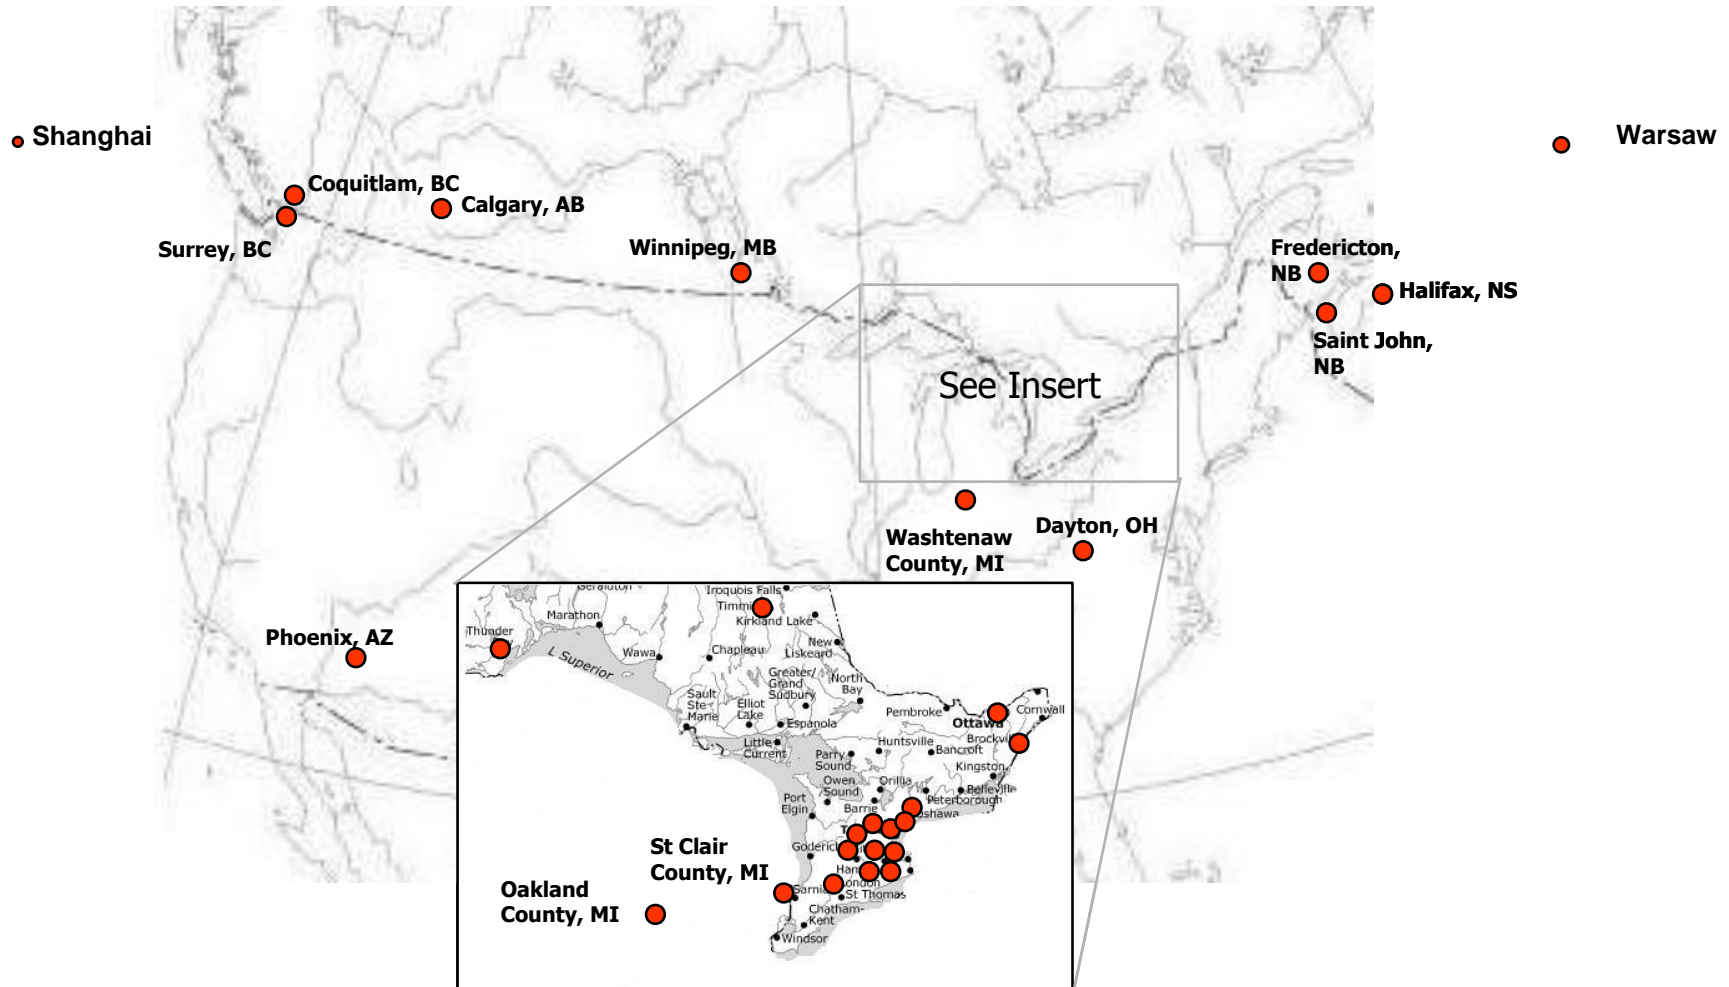 Shanghai
Warsaw
Coquitlam, BC
Calgary, AB
Surrey, BC
Winnipeg, MB
Fredericton,
NB
Halifax, NS
Saint John,
NB
See Insert
Washtenaw
County, MI
Dayton, OH
Phoenix, AZ
Geraldton
Iroquois Falls
Marathon
Kirkland Lake
Thunder
New
Liskeard
Wawa
Chapleau
L Superior
Greater/
Grand
Sudbury
North
Bay
Sault
Ste
Marie
Elliot
Lake
Espanola
Pembroke
Cornwall
Ottawa
Little
Current
Huntsville
Bancroft
Parry
Sound
Kingston
Owen
Sound
Orillia
Belleville
Port
Elgin
Barrie
Peterborough
St Clair
County, MI
London
Sarnia
St Thomas
Oakland
County, MI
Chatham-
Kent
Windsor